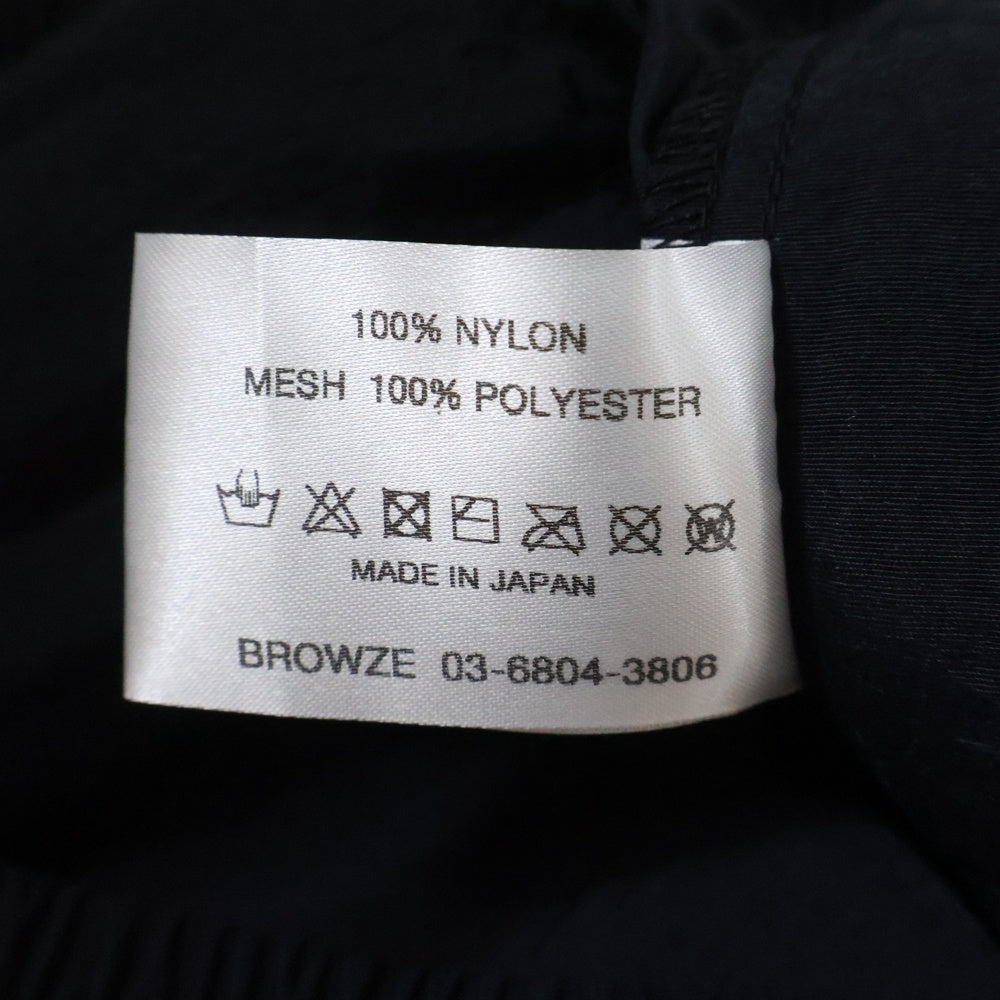 100% NYLON
MESH 100% POLYESTER
MADE IN JAPAN
BROWZE 03-6804-3806